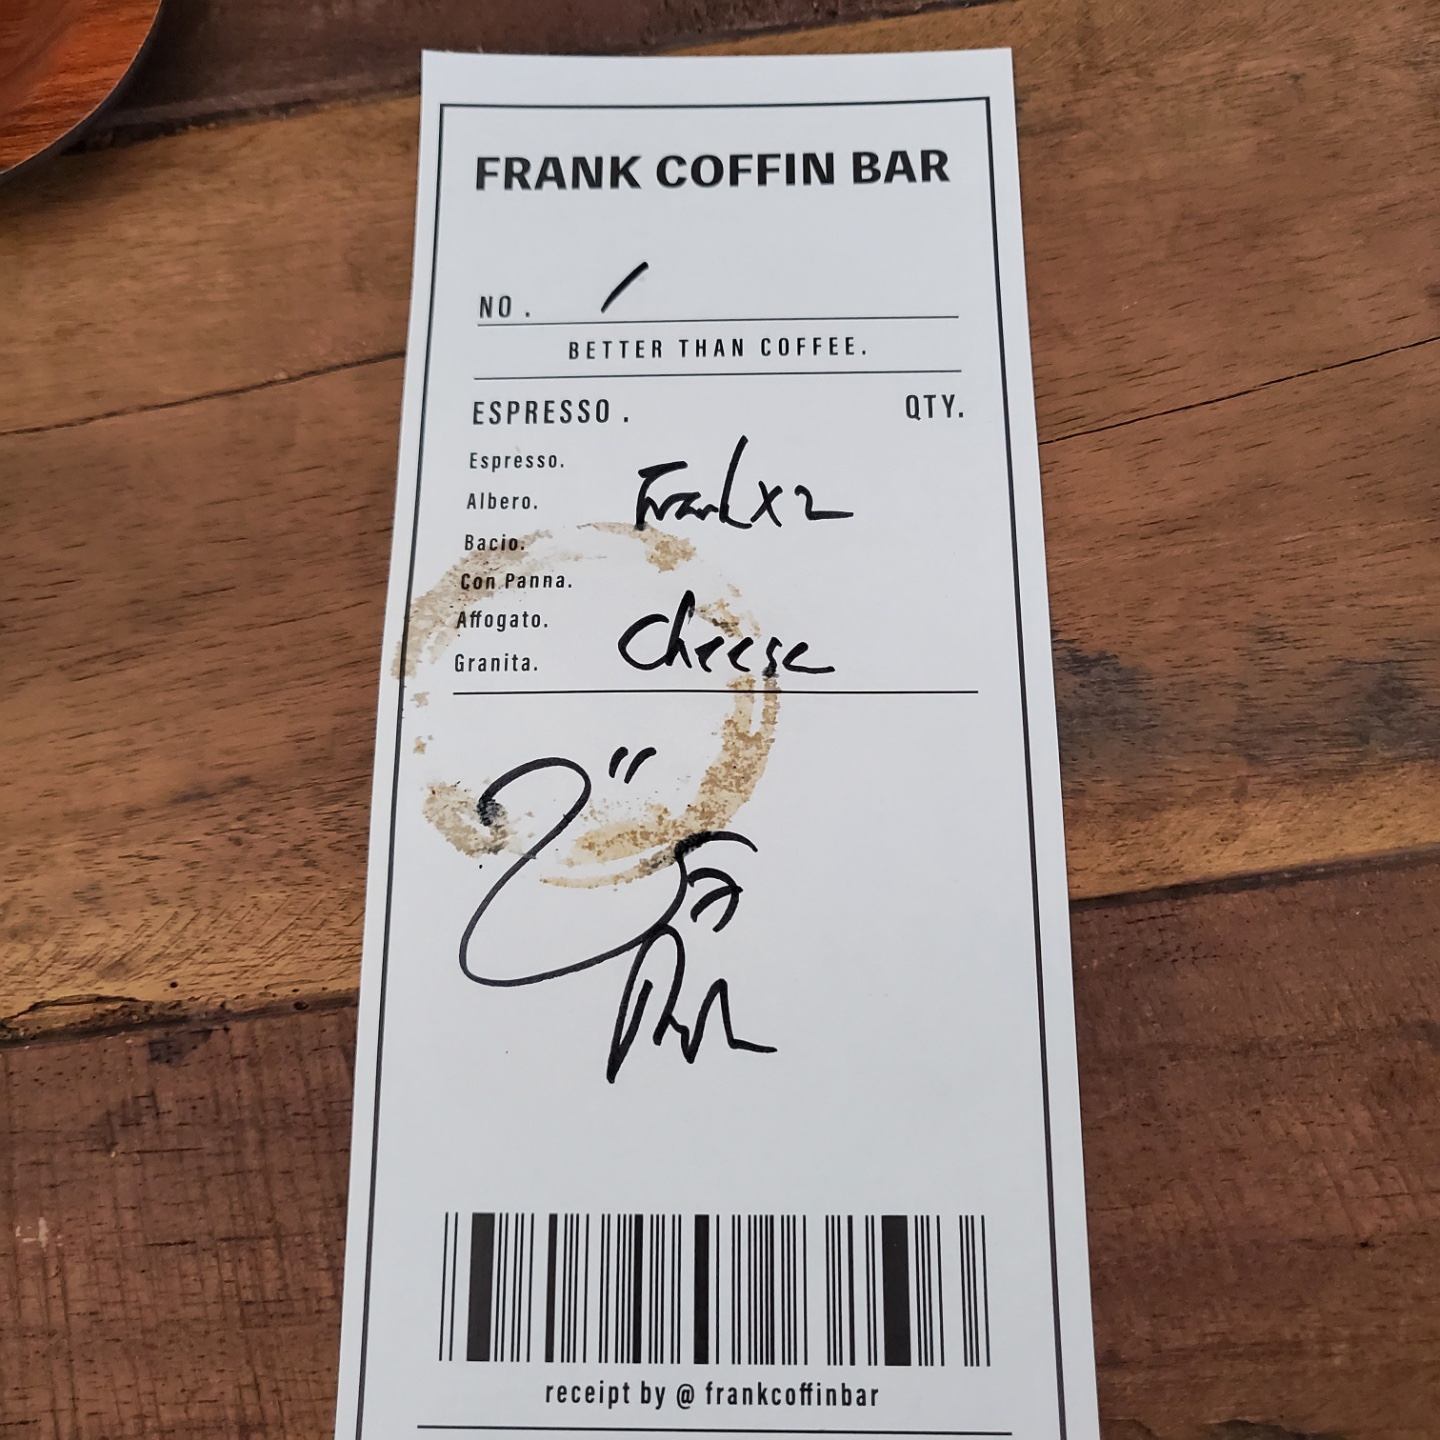 FRANK COFFIN BAR
NO. /
BETTER THAN COFFEE.
ESPRESSO. QTY.
Espresso.
Albero. Frank x2
Bacio.
Con Panna.
Affogato.
Granita. Cheese
receipt by @ frankcoffinbar